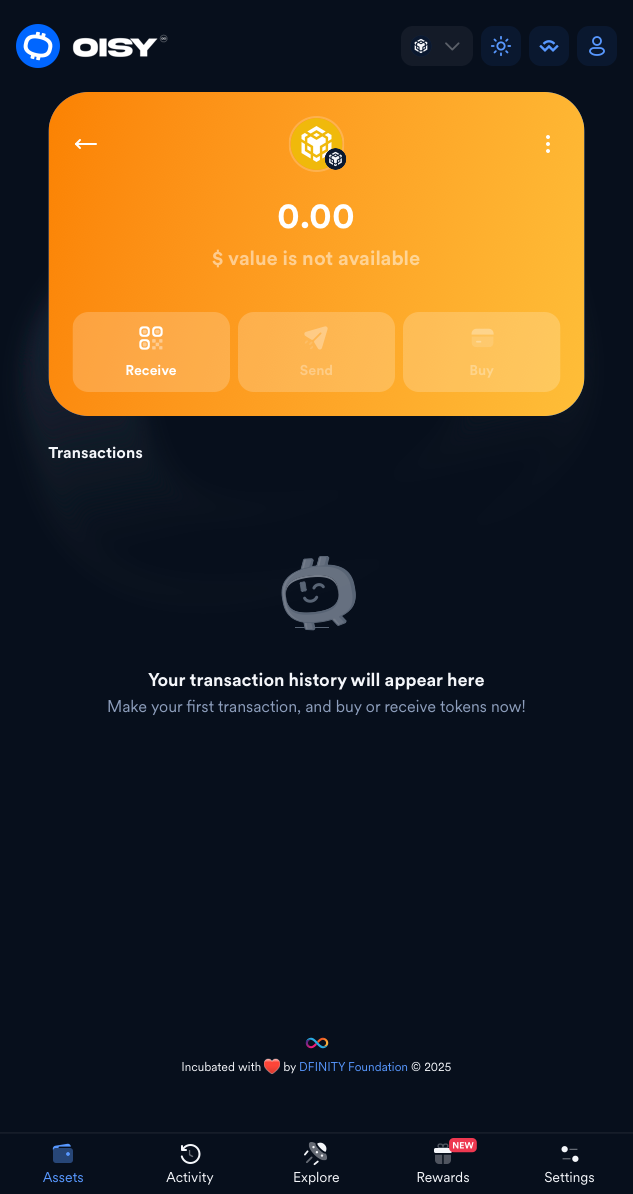 OISY
0.00
$ value is not available
Receive
Send
Buy
Transactions
Your transaction history will appear here
Make your first transaction, and buy or receive tokens now!
Incubated with ❤️ by DFINITY Foundation © 2025
NEW
Assets
Activity
Explore
Rewards
Settings